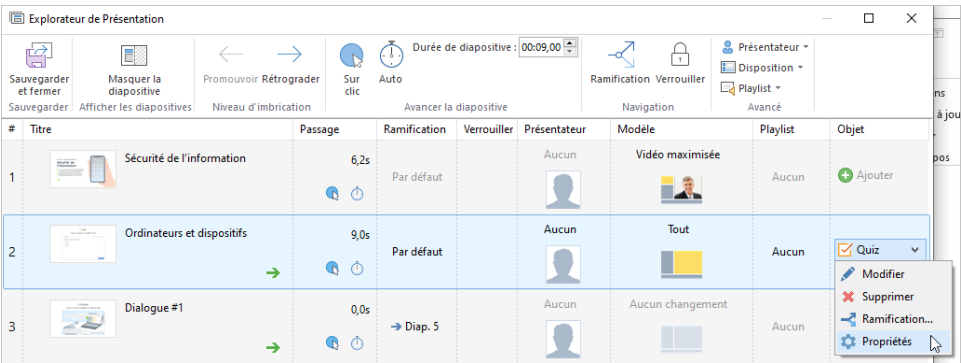 Explorateur de Présentation
Sauvegarder et fermer
Masquer la diapositive
Promouvoir Rétrograder
Sur clic
Auto
Durée de diapositive : 00:09,00
Ramification Verrouiller
Présentateur
Disposition
Playlist
Sauvegarder Afficher les diapositives Niveau d'imbrication Avancer la diapositive Navigation Avancé
# Titre Passage Ramification Verrouiller Présentateur Modèle Playlist Objet
1 Sécurité de l'information 6,2s Par défaut Aucun Vidéo maximisée Aucun Ajouter
2 Ordinateurs et dispositifs 9,0s Par défaut Aucun Tout Aucun Quiz
Modifier
Supprimer
Ramification...
Propriétés
3 Dialogue #1 0,0s Diap. 5 Aucun Aucun changement Aucun
ns
à jou
pos